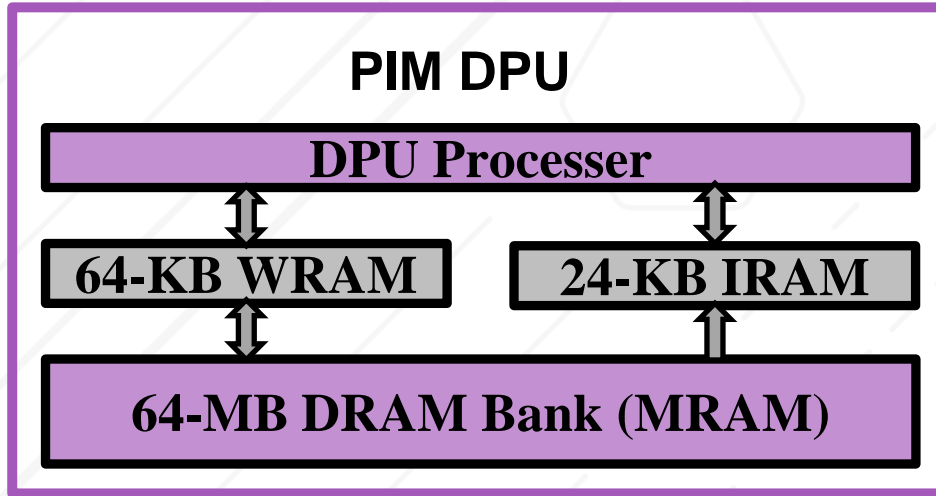 PIM DPU
DPU Processer
64-KB WRAM
24-KB IRAM
64-MB DRAM Bank (MRAM)